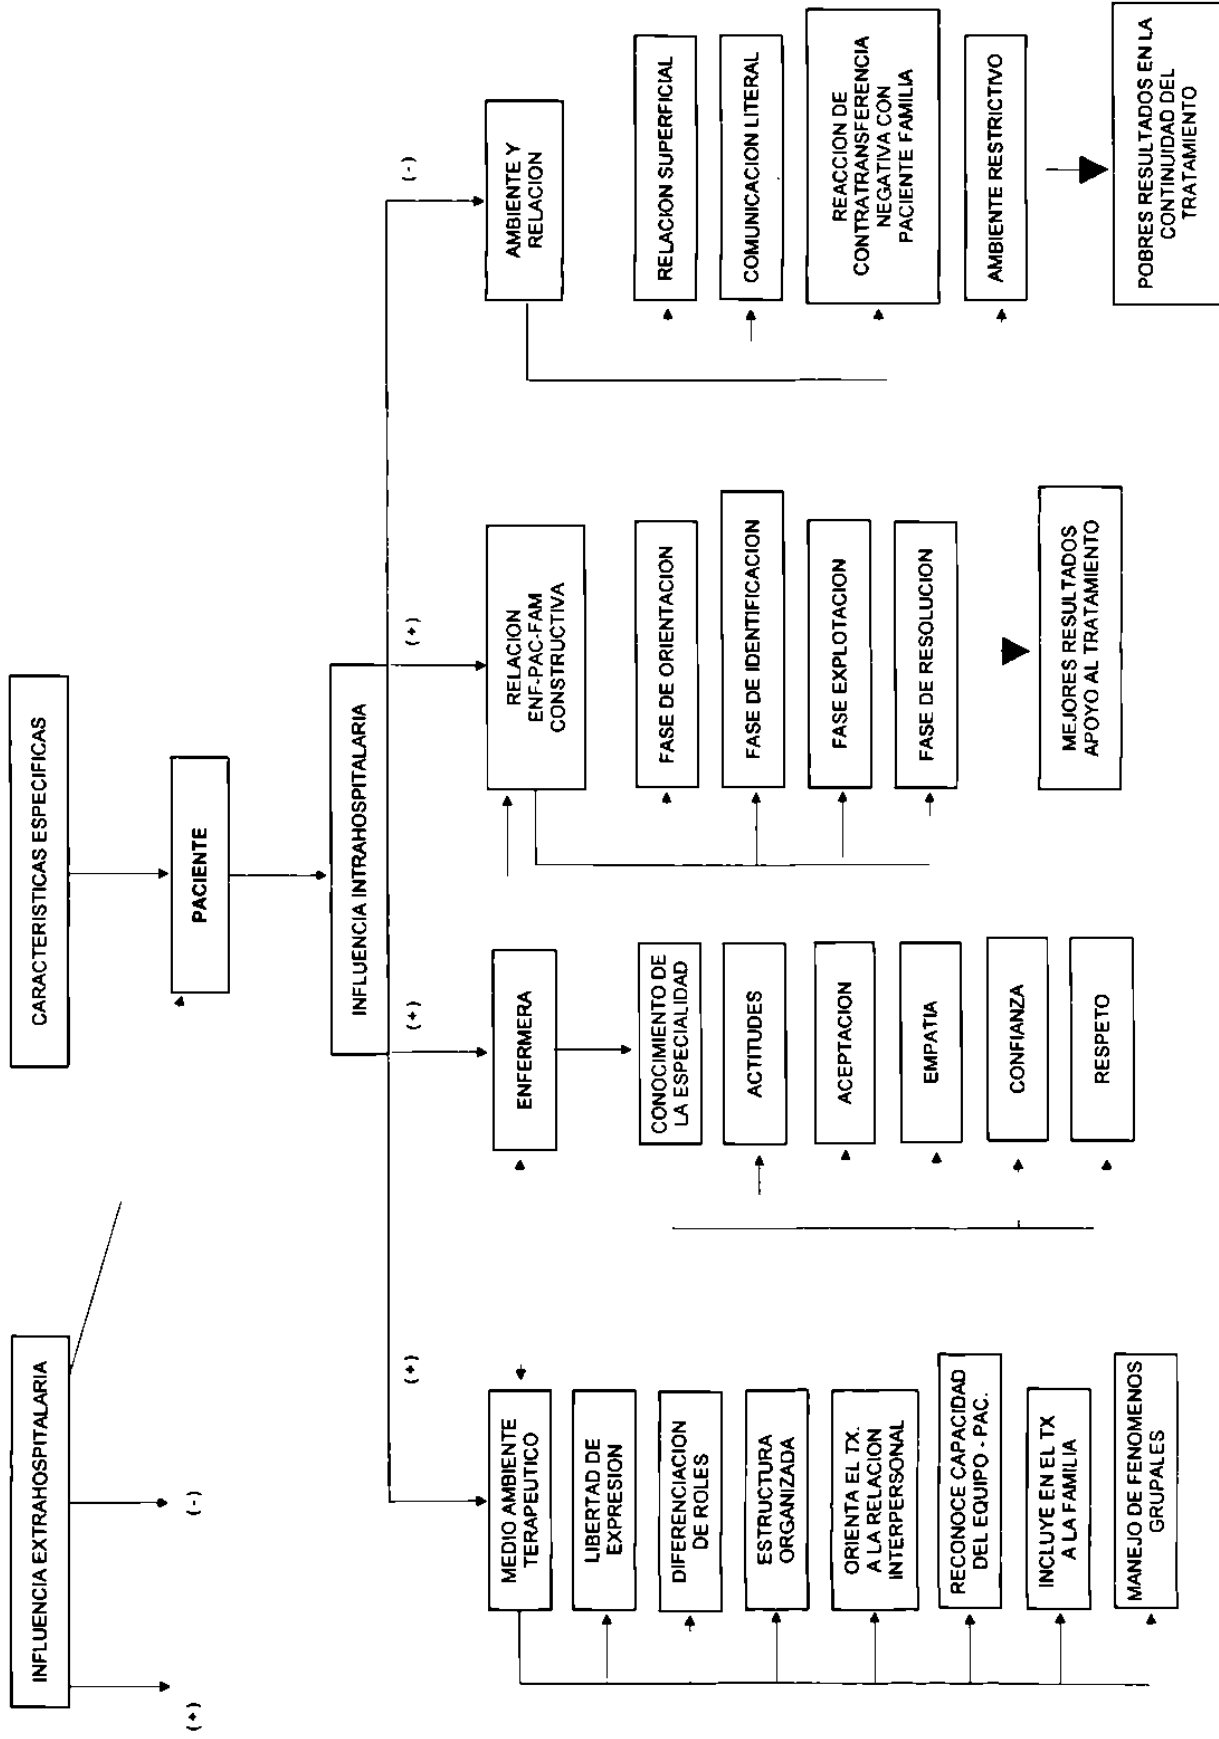 INFLUENCIA EXTRAHOSPITALARIA
(+)
(-)
CARACTERISTICAS ESPECIFICAS
PACIENTE
INFLUENCIA INTRAHOSPITALARIA
(+)
(+)
(+)
(-)
MEDIO AMBIENTE
TERAPEUTICO
LIBERTAD DE
EXPRESION
DIFERENCIACION
DE ROLES
ESTRUCTURA
ORGANIZADA
ORIENTA EL TX.
A LA RELACION
INTERPERSONAL
RECONOCE CAPACIDAD
DEL EQUIPO - PAC.
INCLUYE EN EL TX
A LA FAMILIA
MANEJO DE FENOMENOS
GRUPALES
ENFERMERA
CONOCIMIENTO DE
LA ESPECIALIDAD
ACTITUDES
ACEPTACION
EMPATIA
CONFIANZA
RESPETO
RELACION
ENF-PAC-FAM
CONSTRUCTIVA
FASE DE ORIENTACION
FASE DE IDENTIFICACION
FASE EXPLOTACION
FASE DE RESOLUCION
MEJORES RESULTADOS
APOYO AL TRATAMIENTO
AMBIENTE Y
RELACION
RELACION SUPERFICIAL
COMUNICACION LITERAL
REACCION DE
CONTRATRANSFERENCIA
NEGATIVA CON
PACIENTE FAMILIA
AMBIENTE RESTRICTIVO
POBRES RESULTADOS EN LA
CONTINUIDAD DEL
TRATAMIENTO